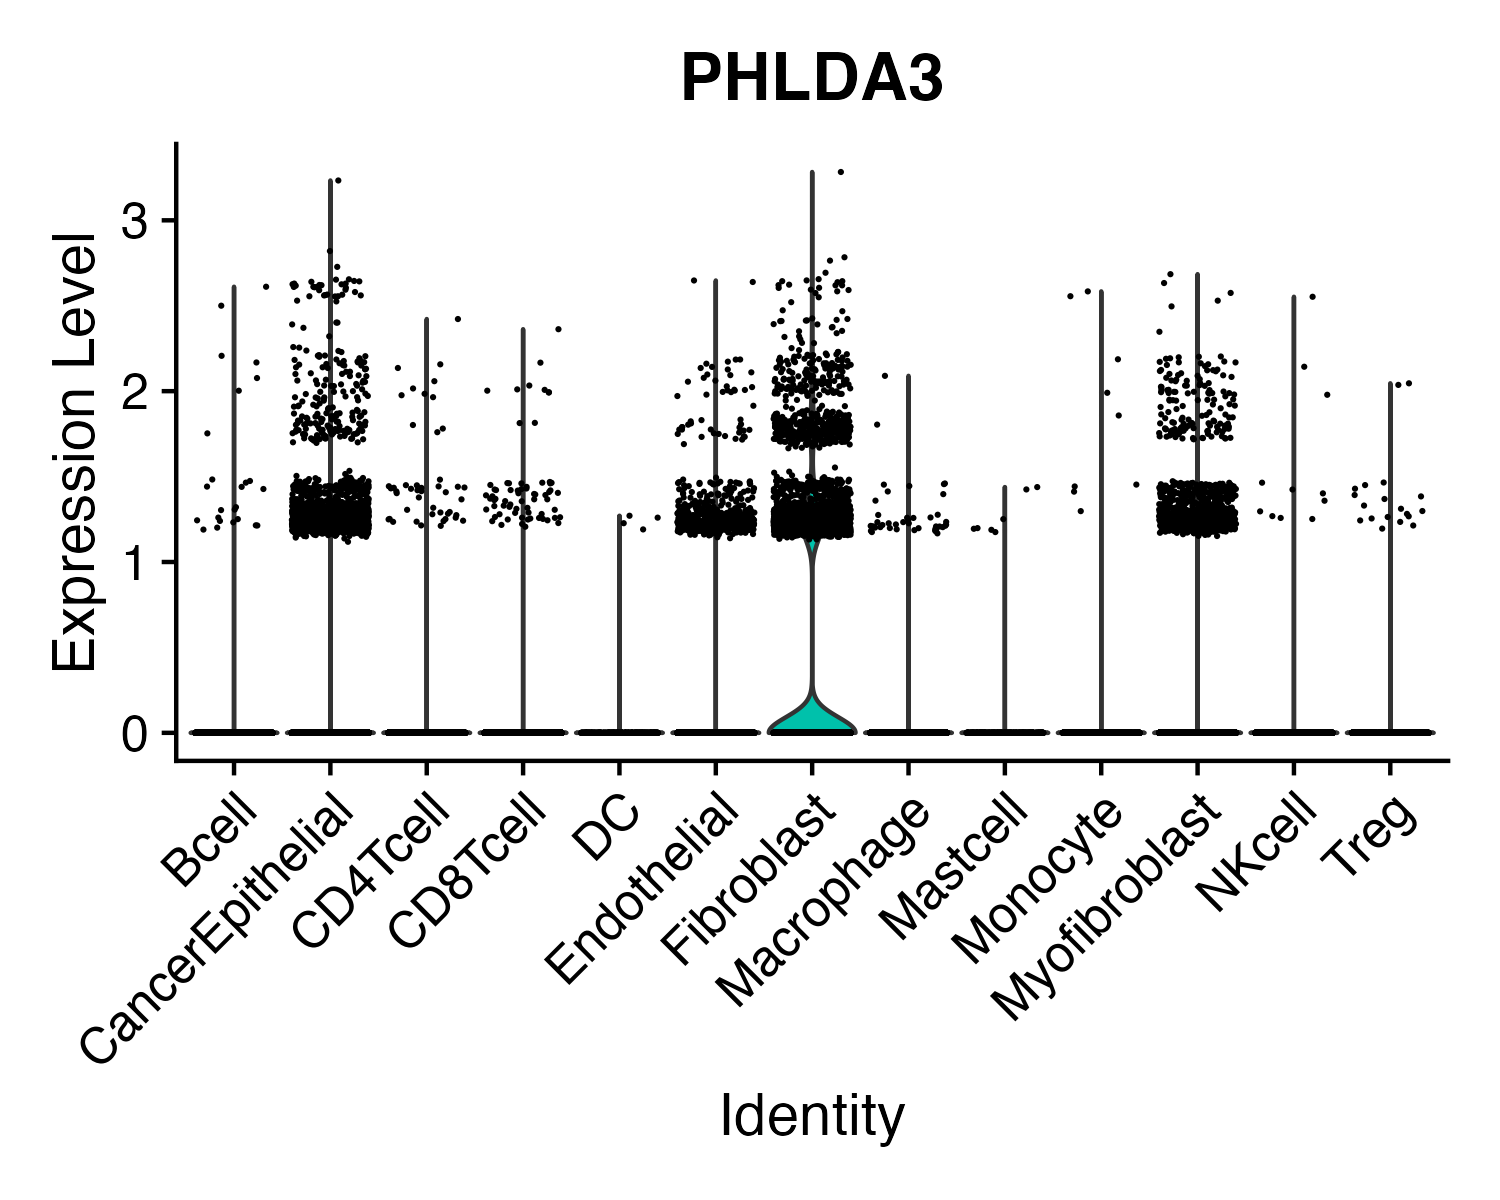 PHLDA3
Expression Level
3
2
1
0
Bcell
CancerEpithelial
CD4Tcell
CD8Tcell
DC
Endothelial
Fibroblast
Macrophage
Mastcell
Monocyte
Myofibroblast
NKcell
Treg
Identity